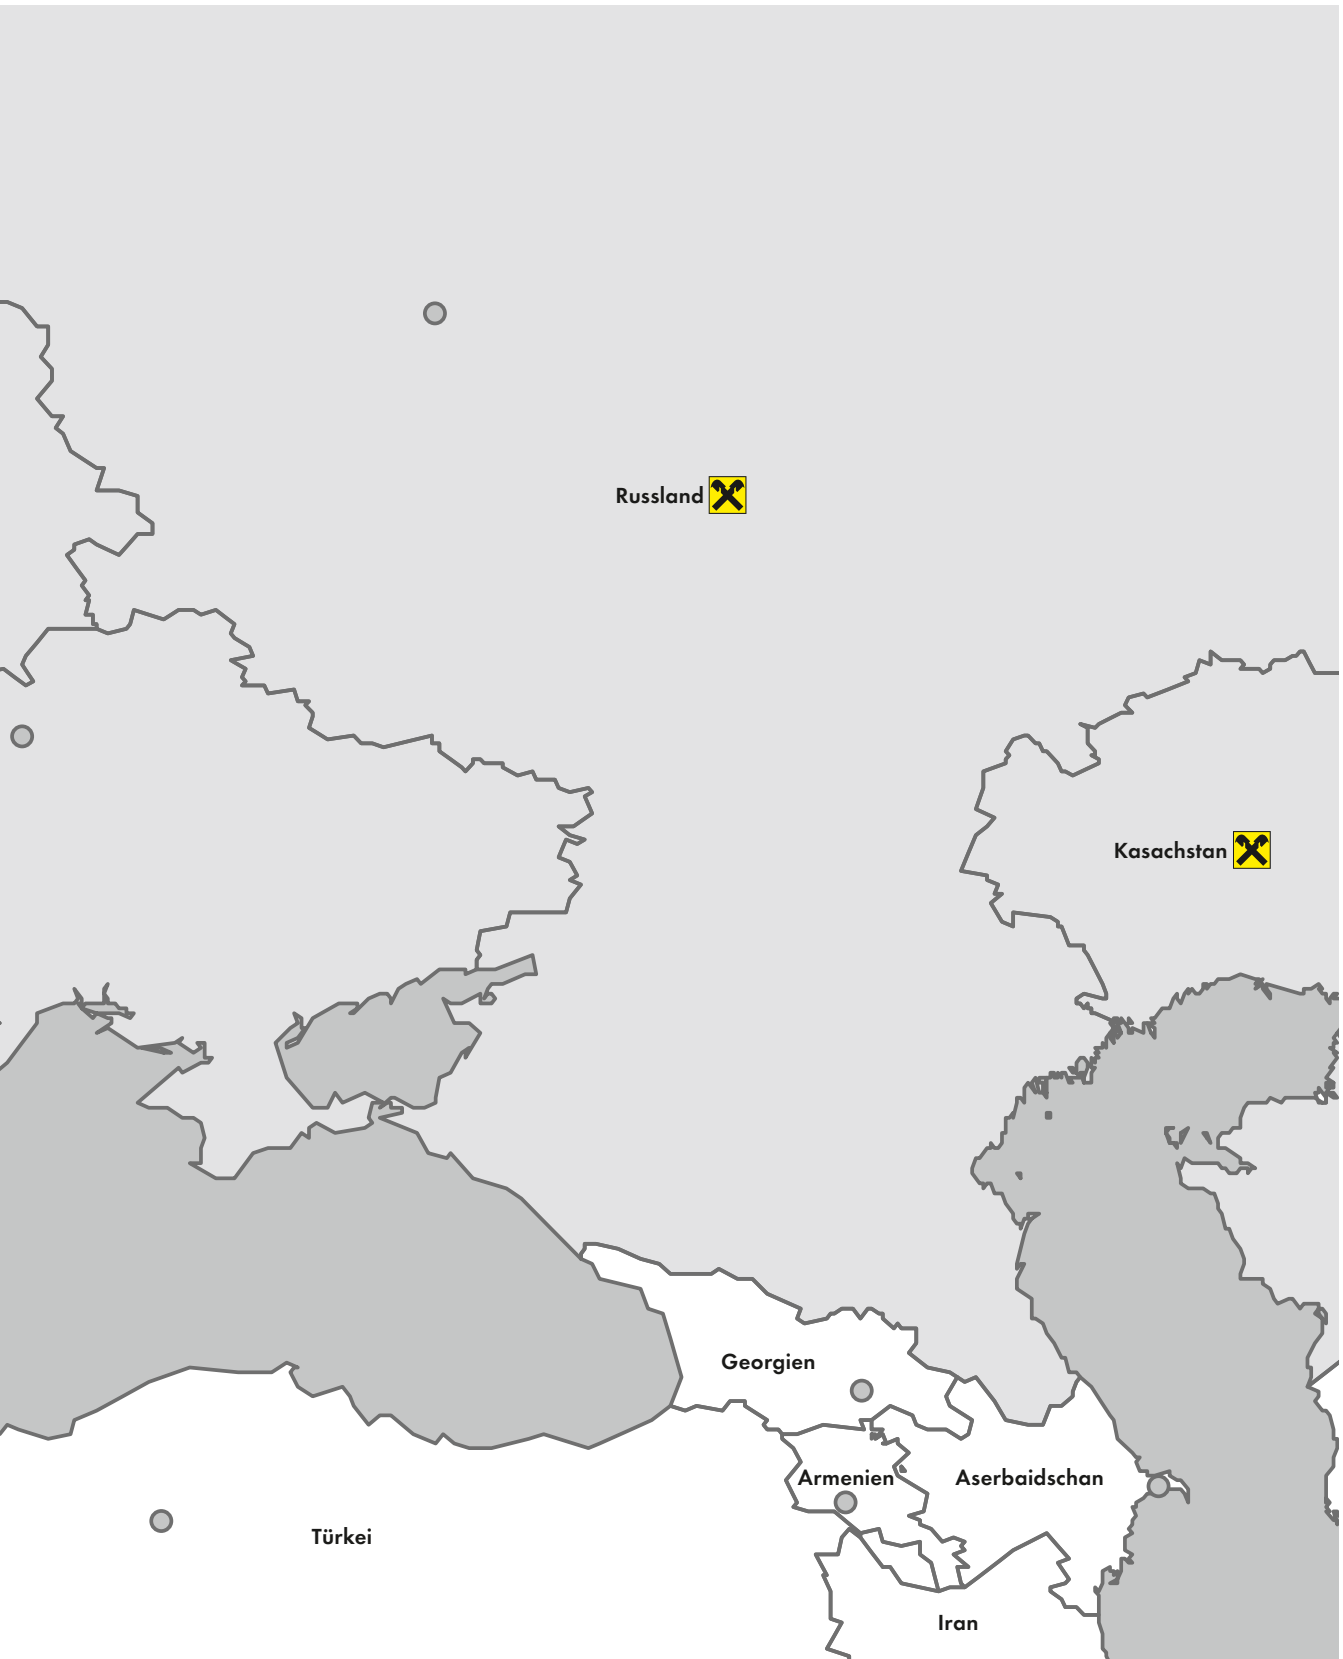 Russland
Kasachstan
Georgien
Armenien
Aserbaidschan
Türkei
Iran